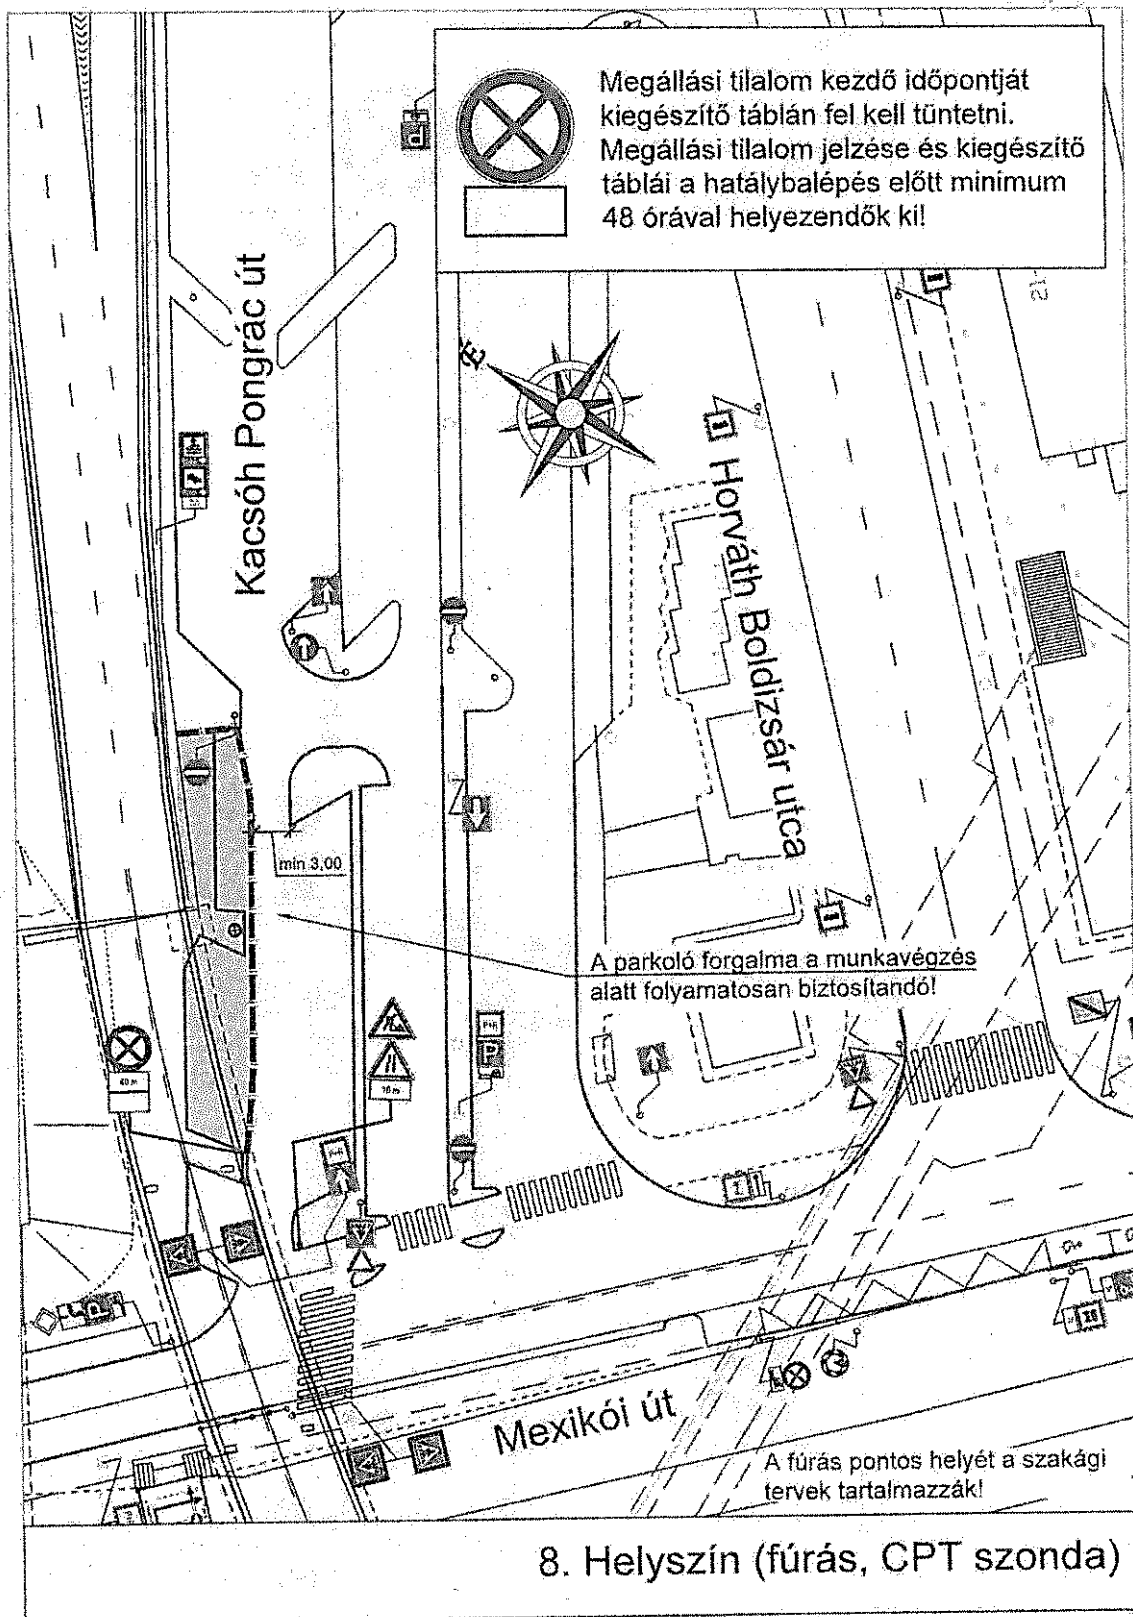 Megállási tilalom kezdő időpontját
kiegészítő táblán fel kell tüntetni.
Megállási tilalom jelzése és kiegészítő
táblái a hatálybalépés előtt minimum
48 órával helyezendők ki!
P
Kacsóh Pongrác út
É
Horváth Boldizsár utca
min 3,00
A parkoló forgalma a munkavégzés
alatt folyamatosan biztosítandó!
P+R
P
40 m
10 m
P+R
P
Mexikói út
A fúrás pontos helyét a szakági
tervek tartalmazzák!
8. Helyszín (fúrás, CPT szonda)